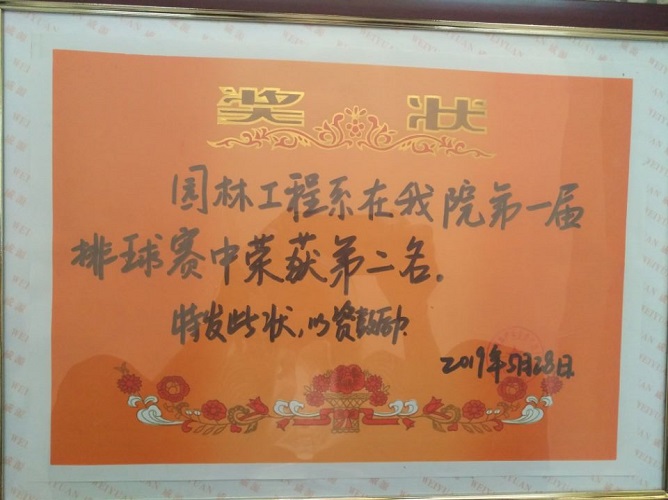 奖状
园林工程系在我院第一届
排球赛中荣获第二名.
特发此状,以资鼓励.
2019年5月28日.